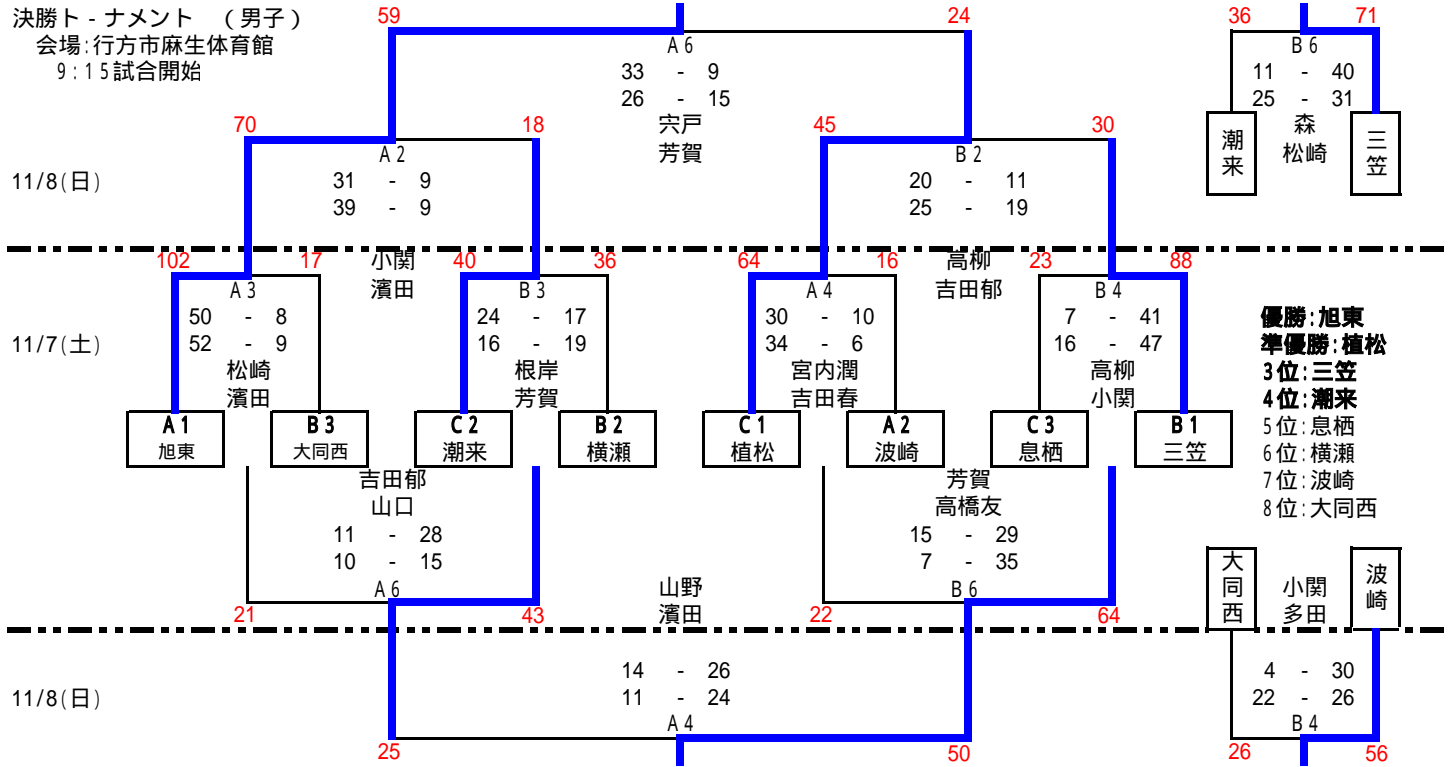 決勝ト-ナメント （男子）
会場:行方市麻生体育館
9:15試合開始
59
24
A6
33 - 9
26 - 15
宍戸
芳賀
36
71
B6
11 - 40
25 - 31
森
松崎
潮来
三笠
11/8(日)
70
18
A2
31 - 9
39 - 9
小関
濱田
45
30
B2
20 - 11
25 - 19
高柳
吉田郁
11/7(土)
102
17
A3
50 - 8
52 - 9
松崎
濱田
40
36
B3
24 - 17
16 - 19
根岸
芳賀
64
16
A4
30 - 10
34 - 6
宮内潤
吉田春
23
88
B4
7 - 41
16 - 47
高柳
小関
A1
旭東
B3
大同西
C2
潮来
B2
横瀬
C1
植松
A2
波崎
C3
息栖
B1
三笠
優勝:旭東
準優勝:植松
3位:三笠
4位:潮来
5位:息栖
6位:横瀬
7位:波崎
8位:大同西
吉田郁
山口
11 - 28
10 - 15
A6
21
43
芳賀
高橋友
15 - 29
7 - 35
B6
22
64
山野
濱田
11/8(日)
14 - 26
11 - 24
A4
25
50
大同西
波崎
小関
多田
4 - 30
22 - 26
B4
26
56